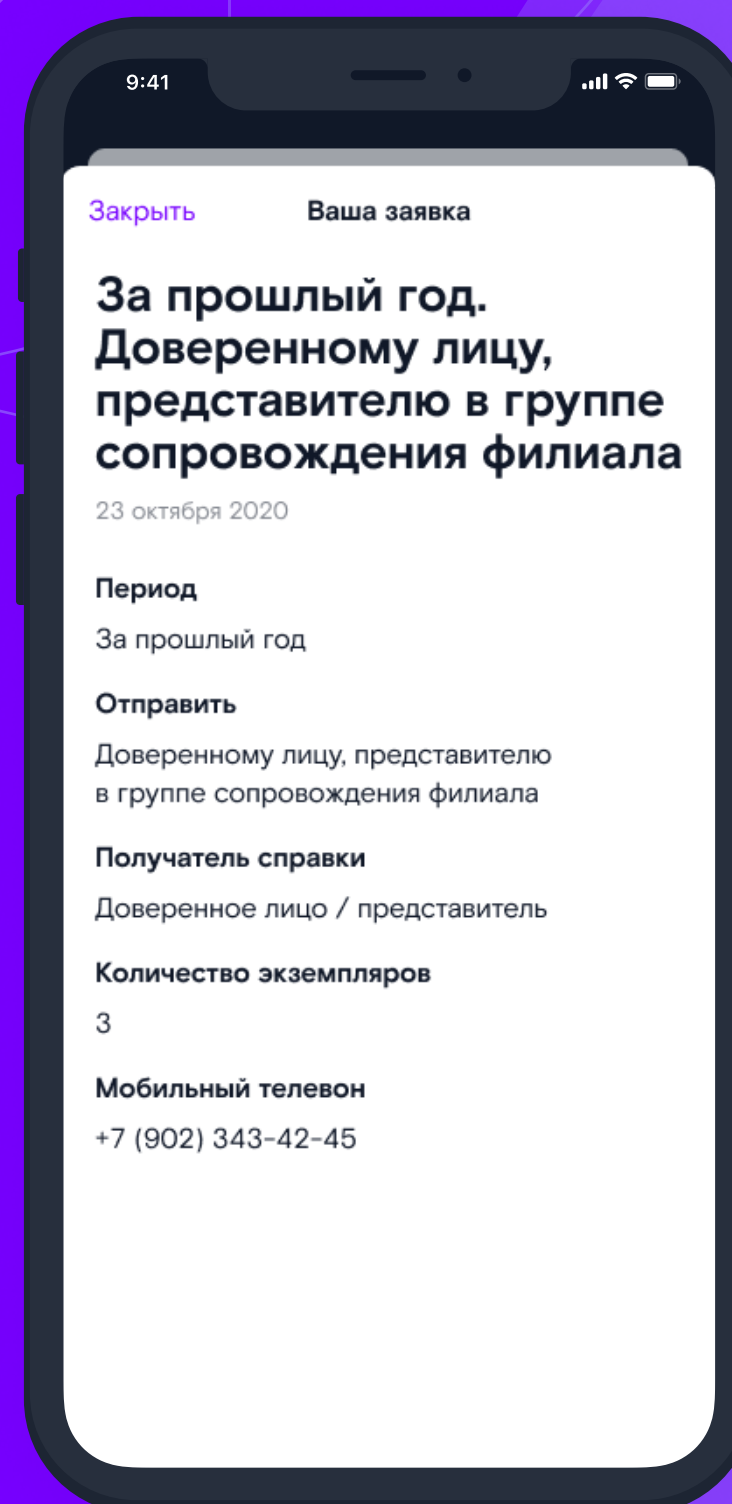 9:41
Закрыть Ваша заявка
За прошлый год.
Доверенному лицу,
представителю в группе
сопровождения филиала
23 октября 2020
Период
За прошлый год
Отправить
Доверенному лицу, представителю
в группе сопровождения филиала
Получатель справки
Доверенное лицо / представитель
Количество экземпляров
3
Мобильный телевон
+7 (902) 343-42-45